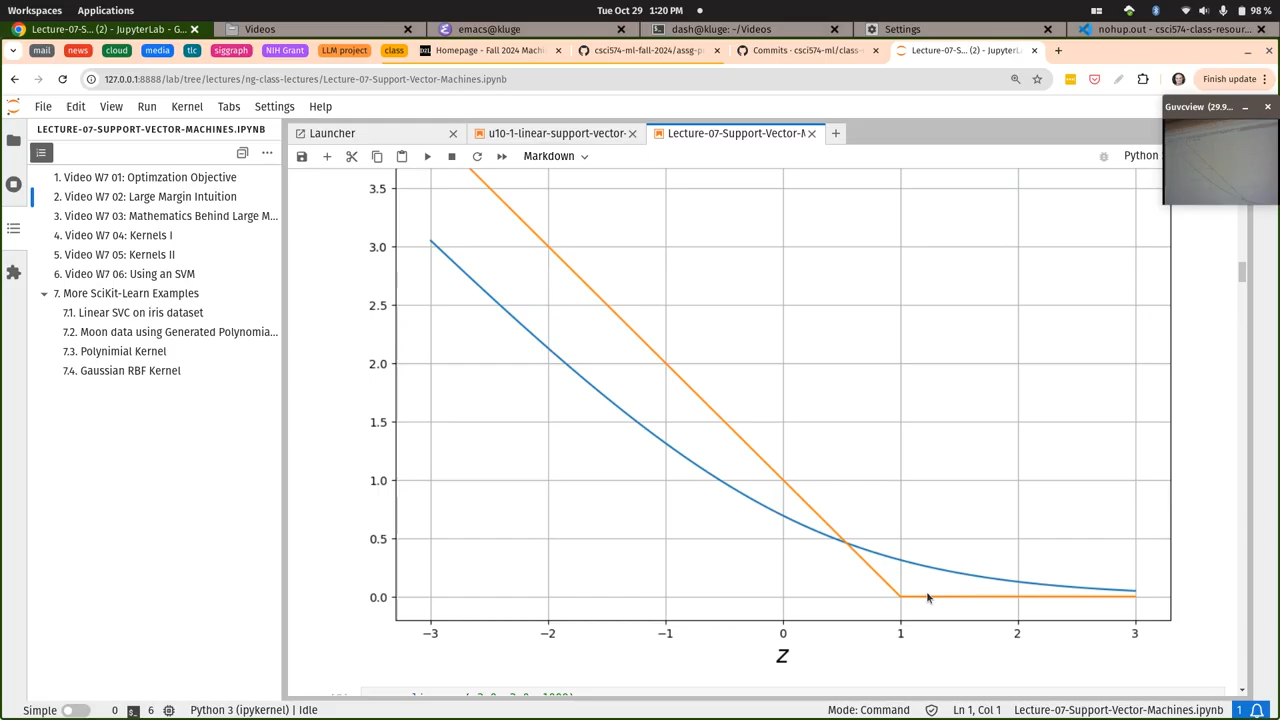 Workspaces Applications Tue Oct 29 1:20 PM 98 %
Lecture-07-S... (2) - JupyterLab - G... Videos emacs@kluge dash@kluge: ~/Videos Settings nohup.out - csci574-class-resour...
mail news cloud media tlc siggraph NIH Grant LLM project class Homepage - Fall 2024 Machi csci574-ml-fall-2024/assg-p Commits · csci574-ml/class- Lecture-07-S... (2) - JupyterL
127.0.0.1:8888/lab/tree/lectures/ng-class-lectures/Lecture-07-Support-Vector-Machines.ipynb Finish update
File Edit View Run Kernel Tabs Settings Help Guvcview (29.9...
LECTURE-07-SUPPORT-VECTOR-MACHINES.IPYNB Launcher u10-1-linear-support-vector- Lecture-07-Support-Vector-M
Markdown Python
1. Video W7 01: Optimzation Objective
2. Video W7 02: Large Margin Intuition
3. Video W7 03: Mathematics Behind Large M...
4. Video W7 04: Kernels I
5. Video W7 05: Kernels II
6. Video W7 06: Using an SVM
7. More SciKit-Learn Examples
7.1. Linear SVC on iris dataset
7.2. Moon data using Generated Polynomia...
7.3. Polynimial Kernel
7.4. Gaussian RBF Kernel
3.5
3.0
2.5
2.0
1.5
1.0
0.5
0.0
−3 −2 −1 0 1 2 3
z
Simple 0 6 Python 3 (ipykernel) | Idle Mode: Command Ln 1, Col 1 Lecture-07-Support-Vector-Machines.ipynb 1